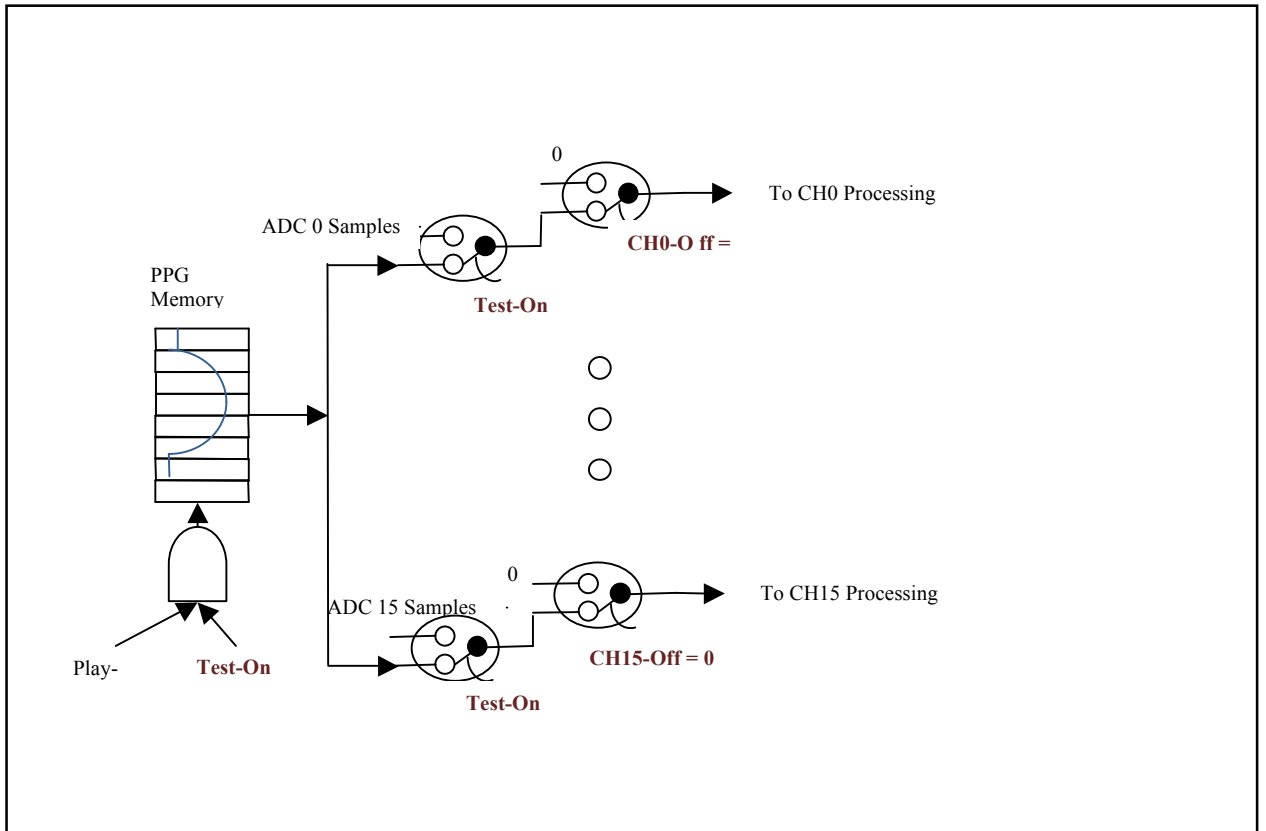 0
To CH0 Processing
ADC 0 Samples
CH0-O ff =
PPG
Memory
Test-On
0
To CH15 Processing
ADC 15 Samples
CH15-Off = 0
Play-
Test-On
Test-On